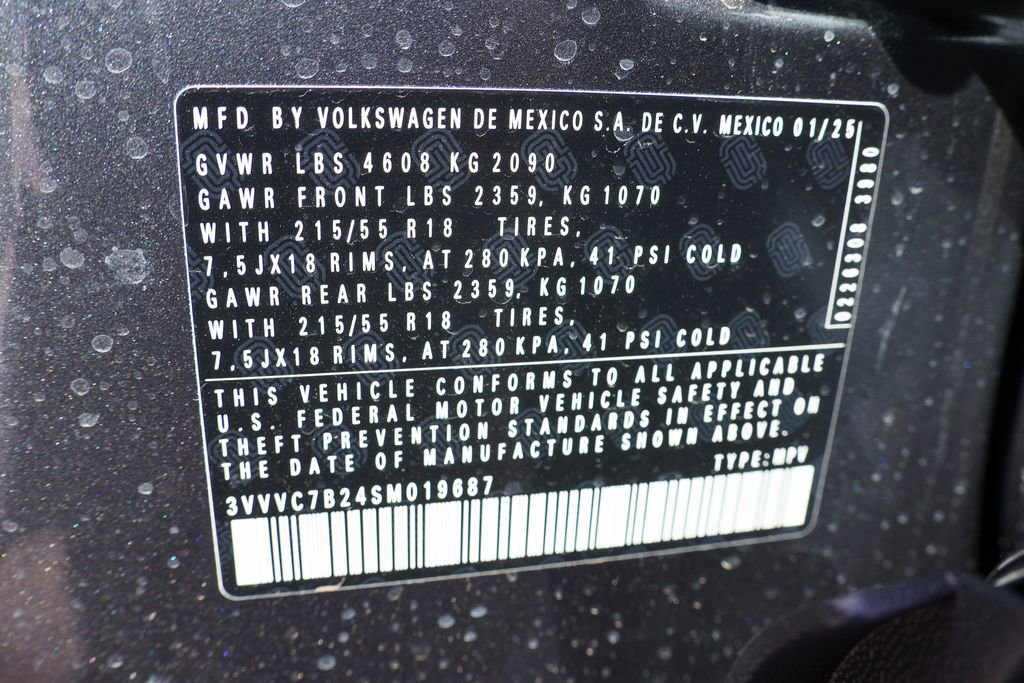 MFD BY VOLKSWAGEN DE MEXICO S.A. DE C.V. MEXICO 01/25
GVWR LBS 4608 KG 2090
GAWR FRONT LBS 2359, KG 1070
WITH 215/55 R18 TIRES,
7,5JX18 RIMS, AT 280KPA, 41 PSI COLD
GAWR REAR LBS 2359, KG 1070
WITH 215/55 R18 TIRES,
7,5JX18 RIMS, AT 280KPA, 41 PSI COLD
THIS VEHICLE CONFORMS TO ALL APPLICABLE
U.S. FEDERAL MOTOR VEHICLE SAFETY AND
THEFT PREVENTION STANDARDS IN EFFECT ON
THE DATE OF MANUFACTURE SHOWN ABOVE.
TYPE:MPV
3VVVC7B24SM019687